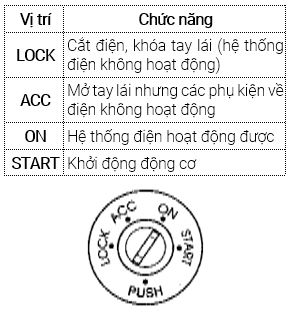 Vị trí Chức năng
LOCK Cắt điện, khóa tay lái (hệ thống
điện không hoạt động)
ACC Mở tay lái nhưng các phụ kiện về
điện không hoạt động
ON Hệ thống điện hoạt động được
START Khởi động động cơ
LOCK ACC ON START
PUSH